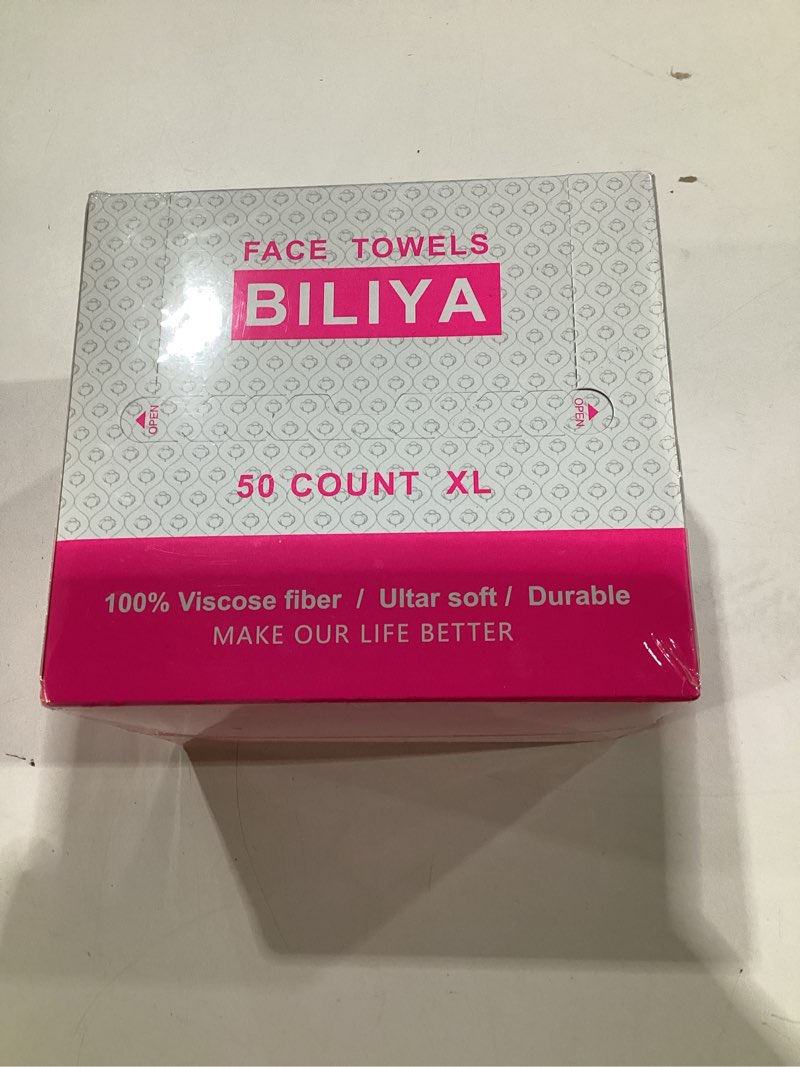 FACE TOWELS
BILIYA
OPEN
OPEN
50 COUNT XL
100% Viscose fiber / Ultar soft / Durable
MAKE OUR LIFE BETTER